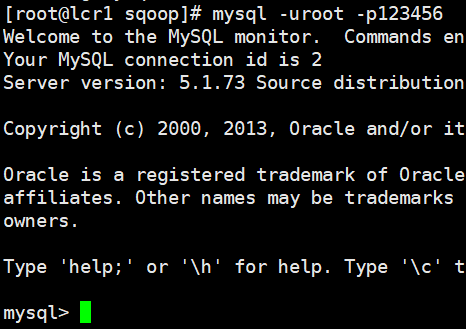 [root@lcr1 sqoop]# mysql -uroot -p123456
Welcome to the MySQL monitor.  Commands en
Your MySQL connection id is 2
Server version: 5.1.73 Source distribution
Copyright (c) 2000, 2013, Oracle and/or it
Oracle is a registered trademark of Oracle
affiliates. Other names may be trademarks
owners.
Type 'help;' or '\h' for help. Type '\c' t
mysql>